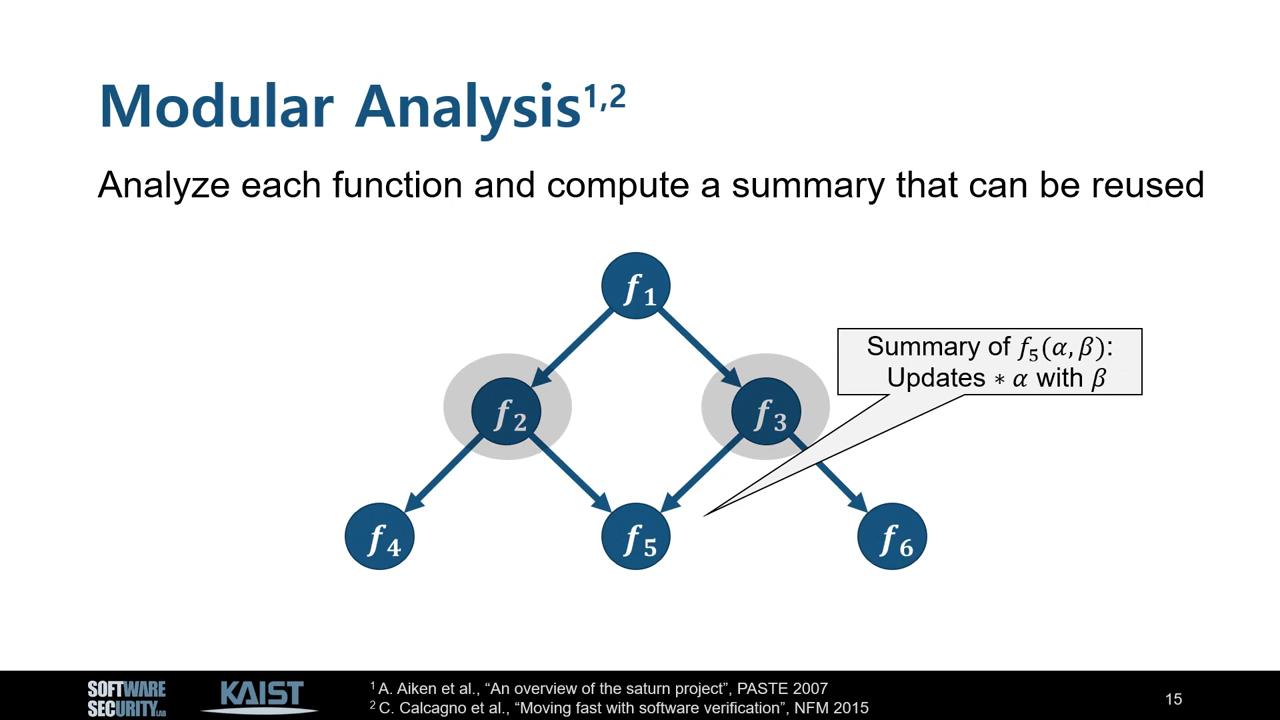 Modular Analysis¹,²
Analyze each function and compute a summary that can be reused
f₁
Summary of f₅(α, β):
Updates ∗ α with β
f₂
f₃
f₄
f₅
f₆
SOFTWARE
SECURITY LAB
KAIST
¹ A. Aiken et al., “An overview of the saturn project”, PASTE 2007
² C. Calcagno et al., “Moving fast with software verification”, NFM 2015
15